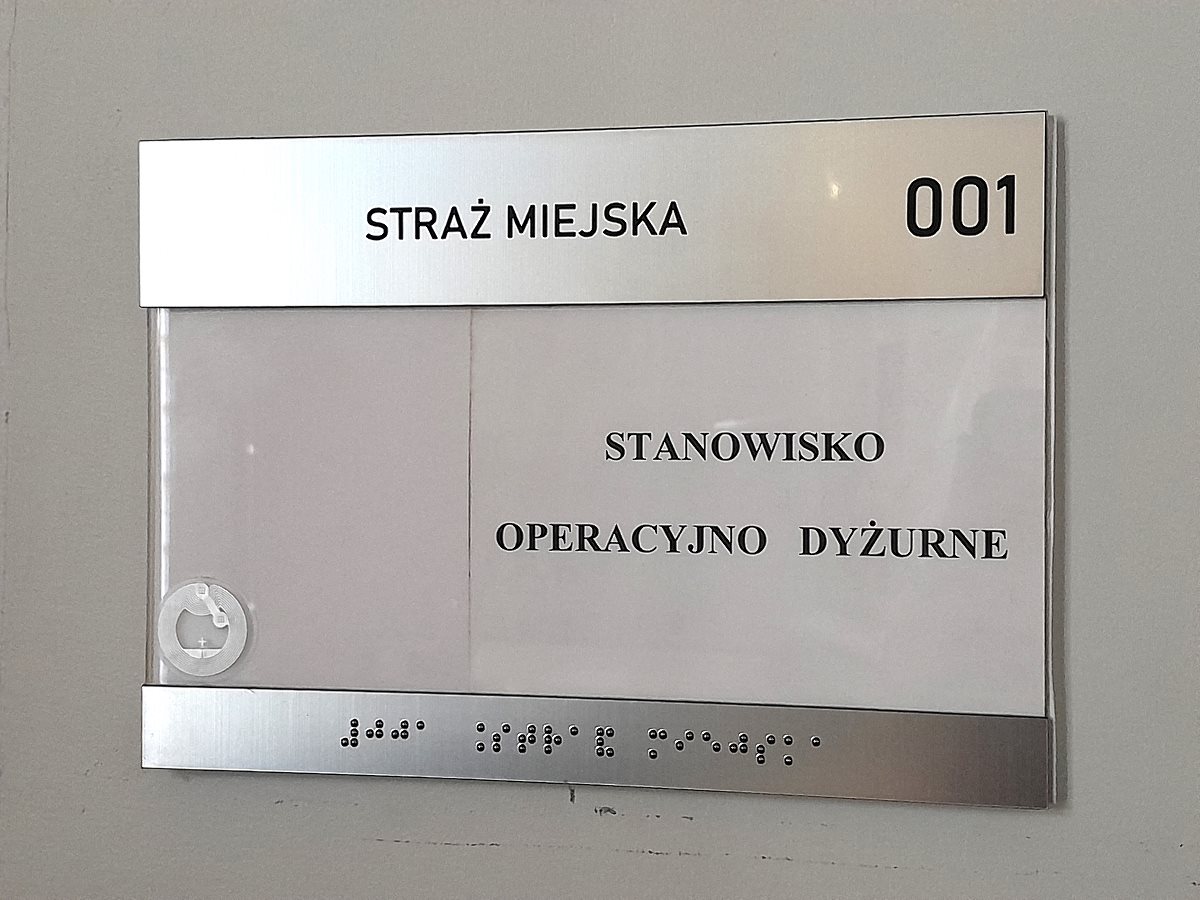 STRAŻ MIEJSKA 001
STANOWISKO
OPERACYJNO DYŻURNE
⠼⠚⠚⠁ ⠎⠞⠗⠁⠯ ⠍⠊⠑⠚⠎⠅⠁